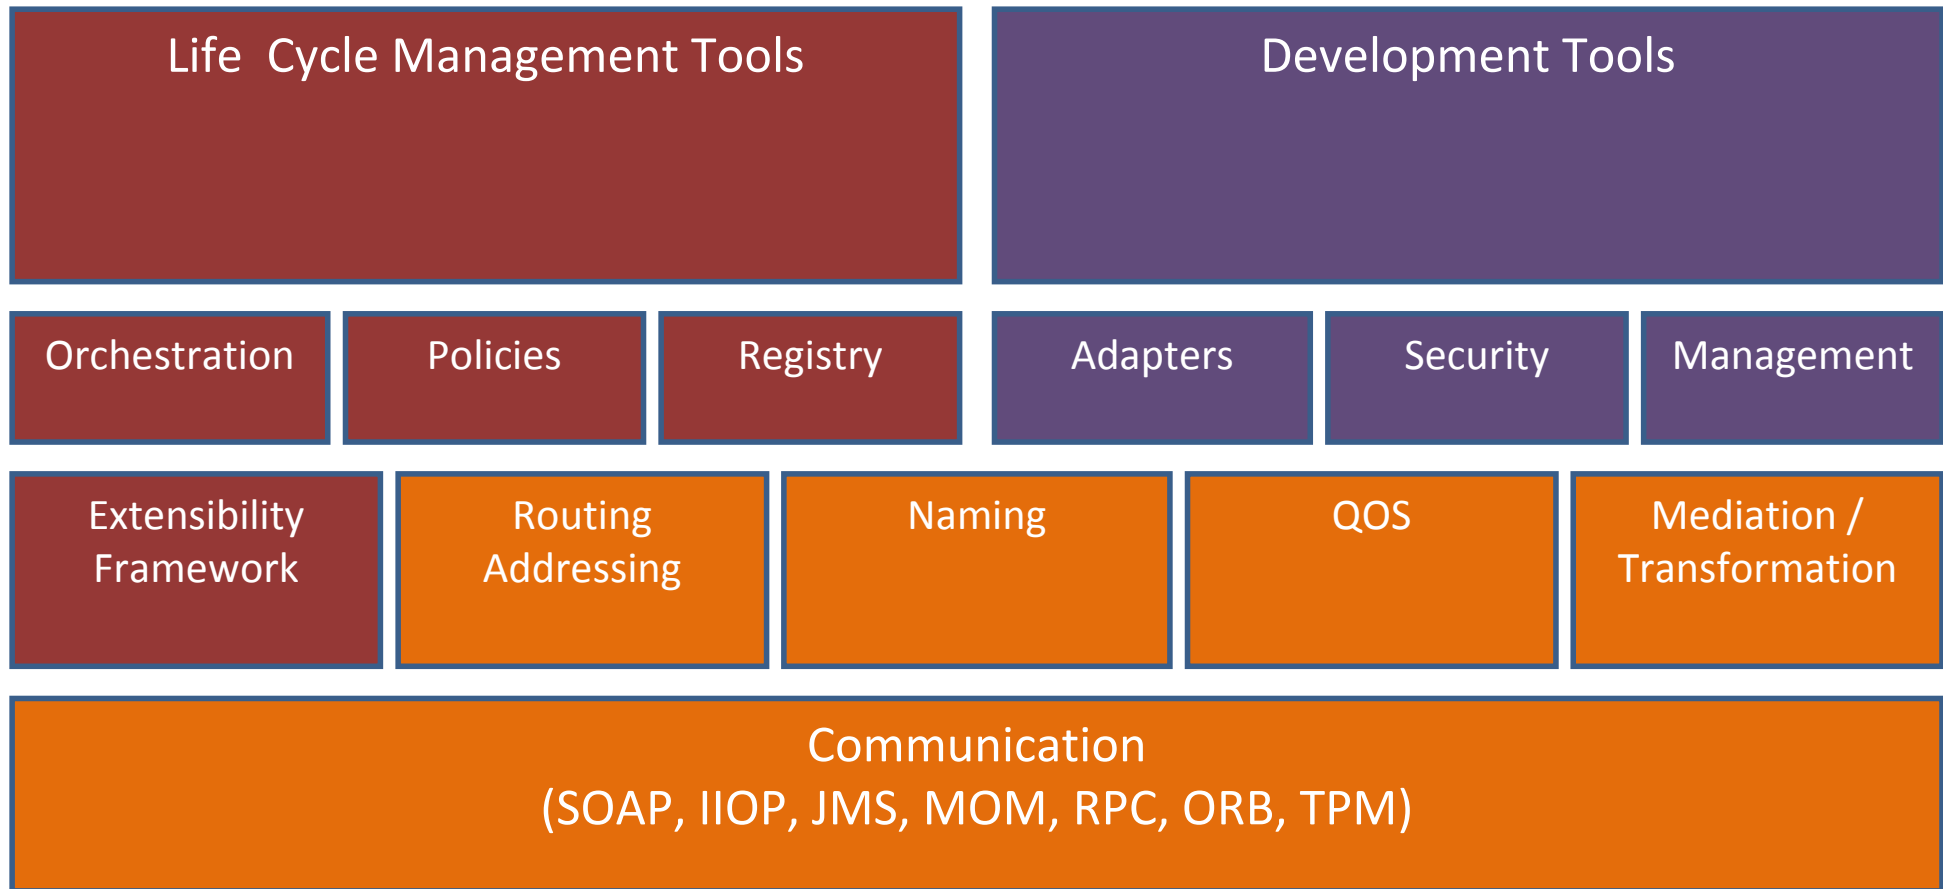 Life  Cycle Management Tools
Development Tools
Orchestration
Policies
Registry
Adapters
Security
Management
Extensibility
Framework
Routing
Addressing
Naming
QOS
Mediation /
Transformation
Communication
(SOAP, IIOP, JMS, MOM, RPC, ORB, TPM)